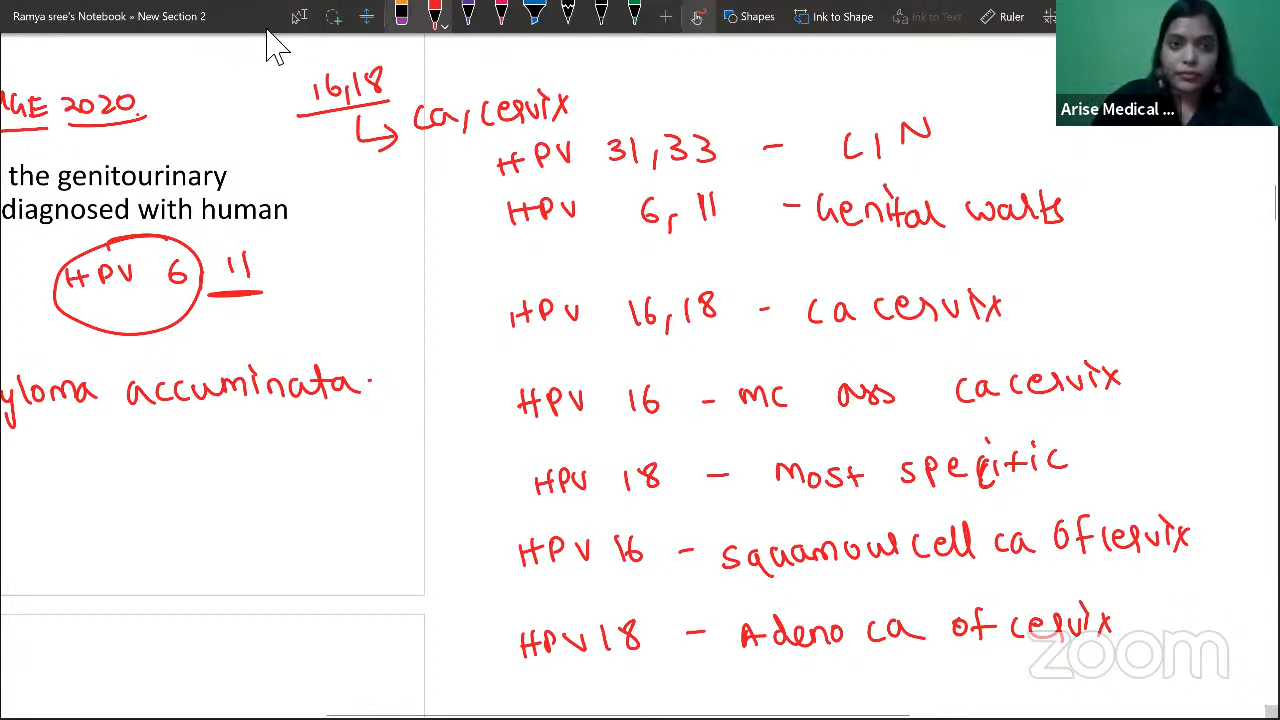 Ramya sree's Notebook » New Section 2
Shapes
Ink to Shape
Ink to Text
Ruler
Arise Medical ...
2020
16,18
ca, cervix
the genitourinary
diagnosed with human
HPV 6 11
yloma accuminata.
HPV 31,33 - CIN
HPV 6, 11 - Genital warts
HPV 16,18 - ca cervix
HPV 16 - mc ass ca cervix
HPV 18 - Most specific
HPV 16 - squamous cell ca of cervix
HPV 18 - Adeno ca of cervix
zoom